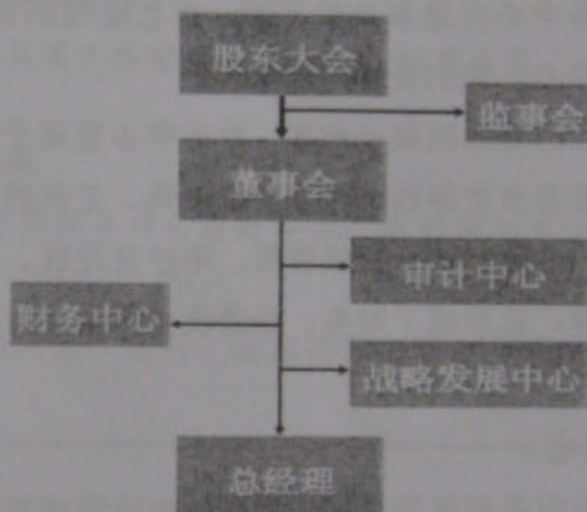 股东大会
监事会
董事会
审计中心
财务中心
战略发展中心
总经理